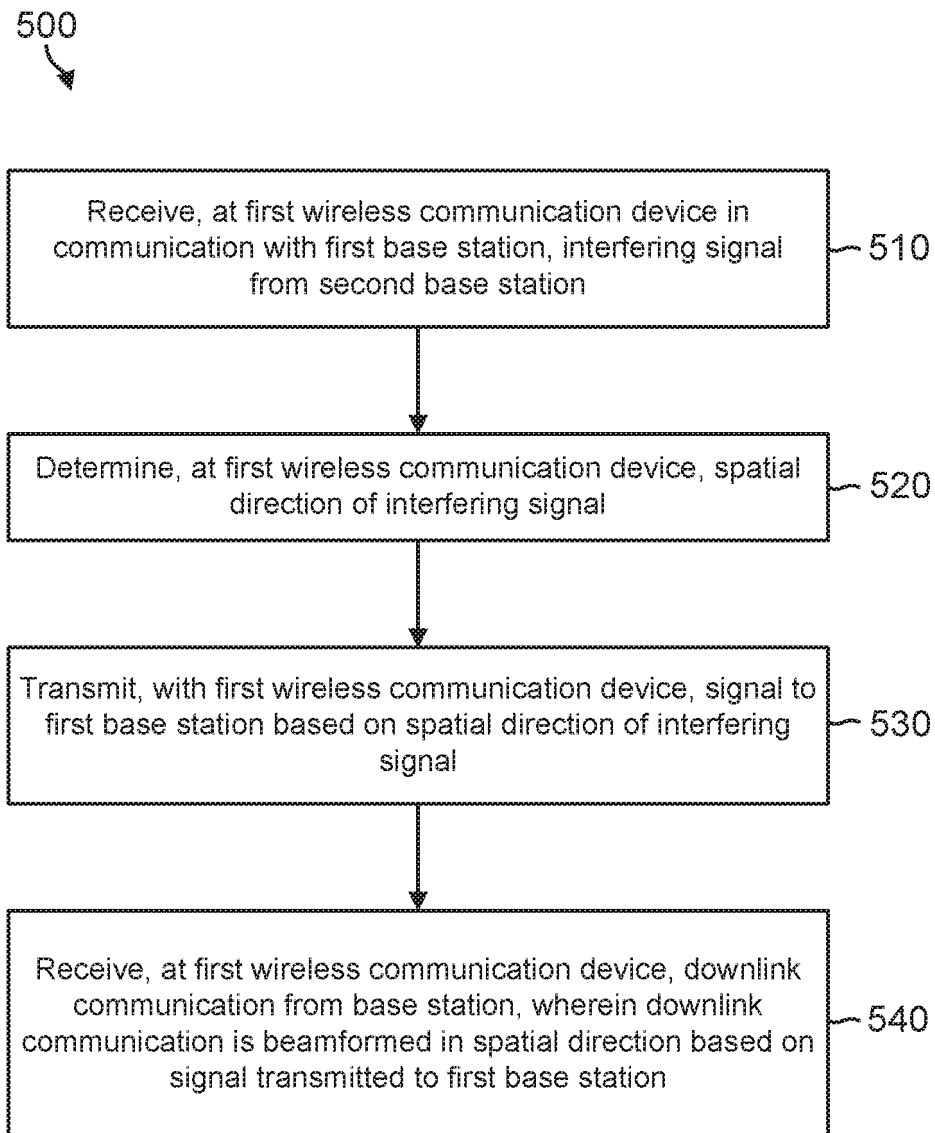 500
Receive, at first wireless communication device in
communication with first base station, interfering signal
from second base station
510
Determine, at first wireless communication device, spatial
direction of interfering signal
520
Transmit, with first wireless communication device, signal to
first base station based on spatial direction of interfering
signal
530
Receive, at first wireless communication device, downlink
communication from base station, wherein downlink
communication is beamformed in spatial direction based on
signal transmitted to first base station
540